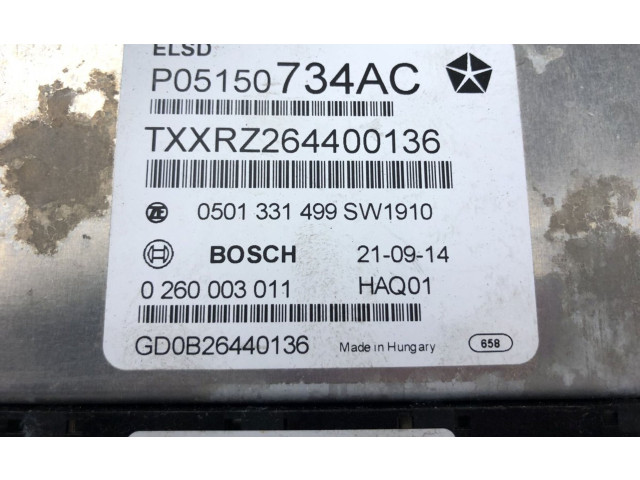 ELSD
P05150734AC
TXXRZ264400136
ZF 0501 331 499 SW1910
BOSCH 21-09-14
0 260 003 011 HAQ01
GD0B26440136 Made in Hungary 658